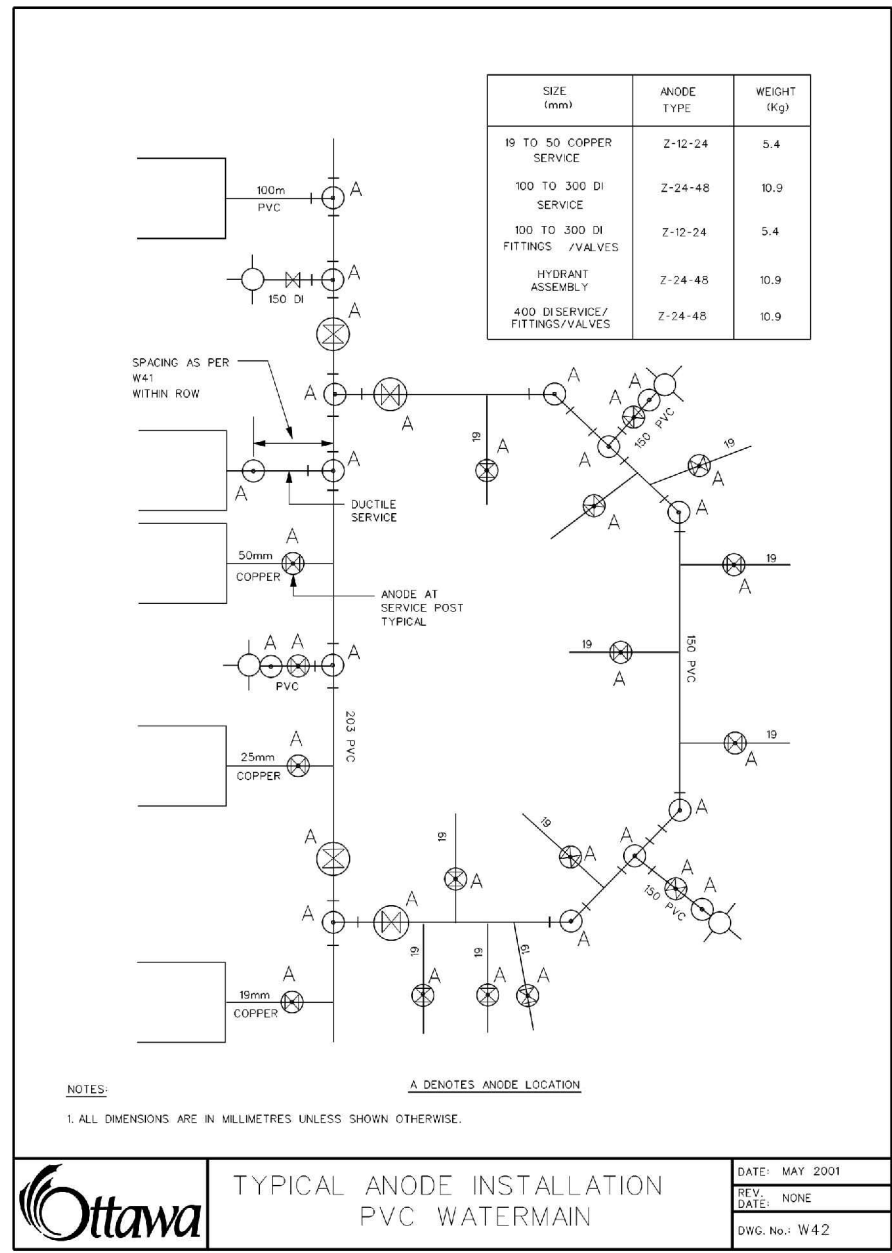 SIZE
(mm)
ANODE
TYPE
WEIGHT
(Kg)
19 TO 50 COPPER
SERVICE
Z-12-24
5.4
100 TO 300 DI
SERVICE
Z-24-48
10.9
100 TO 300 DI
FITTINGS /VALVES
Z-12-24
5.4
HYDRANT
ASSEMBLY
Z-24-48
10.9
400 DI SERVICE/
FITTINGS/VALVES
Z-24-48
10.9
100m
PVC
A
A
150 DI
A
SPACING AS PER
W41
WITHIN ROW
A
A
A
A
A
A
150 PVC
19
A
A
19
A
A
A
A
A
DUCTILE
SERVICE
A
50mm
COPPER
ANODE AT
SERVICE POST
TYPICAL
19
A
19
A
150 PVC
A
A
A
PVC
203 PVC
A
25mm
COPPER
19
A
A
A
19
19
A
A
A
A
A
150 PVC
A
A
A
19
19
19
A
A
A
A
19mm
COPPER
A
NOTES:
A DENOTES ANODE LOCATION
1. ALL DIMENSIONS ARE IN MILLIMETRES UNLESS SHOWN OTHERWISE.
Ottawa
TYPICAL ANODE INSTALLATION
PVC WATERMAIN
DATE: MAY 2001
REV.
DATE: NONE
DWG. No.: W42